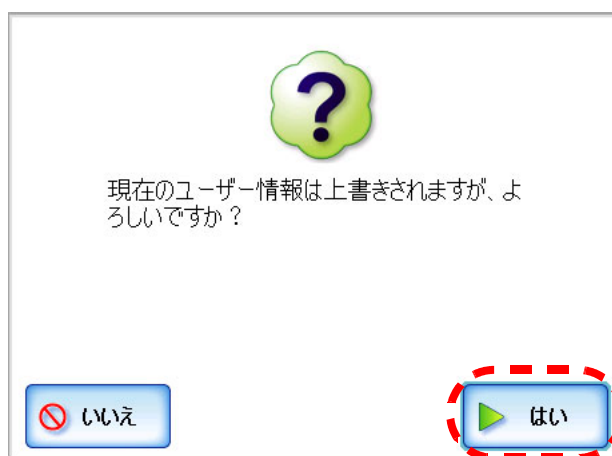 現在のユーザー情報は上書きされますが、よ
ろしいですか？
いいえ
はい